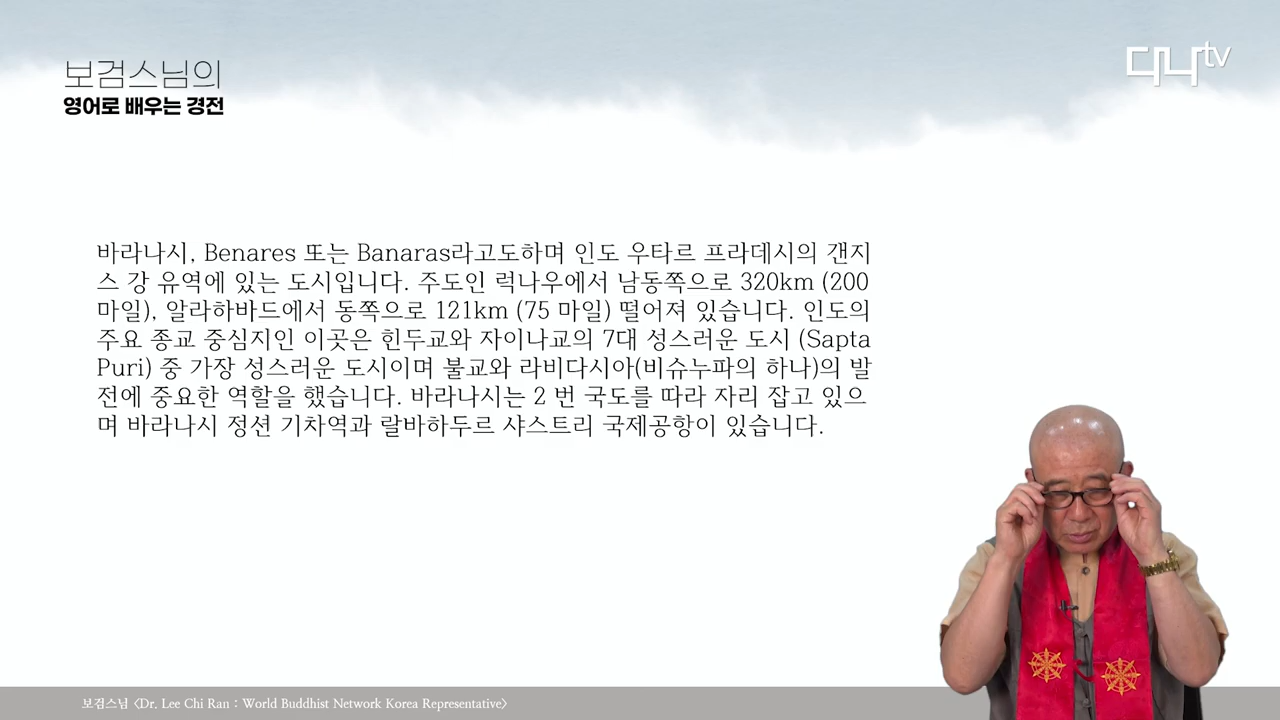 보검스님의
영어로 배우는 경전
디나tv
바라나시, Benares 또는 Banaras라고도하며 인도 우타르 프라데시의 갠지
스 강 유역에 있는 도시입니다. 주도인 럭나우에서 남동쪽으로 320km (200
마일), 알라하바드에서 동쪽으로 121km (75 마일) 떨어져 있습니다. 인도의
주요 종교 중심지인 이곳은 힌두교와 자이나교의 7대 성스러운 도시 (Sapta
Puri) 중 가장 성스러운 도시이며 불교와 라비다시아(비슈누파의 하나)의 발
전에 중요한 역할을 했습니다. 바라나시는 2 번 국도를 따라 자리 잡고 있으
며 바라나시 정션 기차역과 랄바하두르 샤스트리 국제공항이 있습니다.
보검스님 <Dr. Lee Chi Ran : World Buddhist Network Korea Representative>